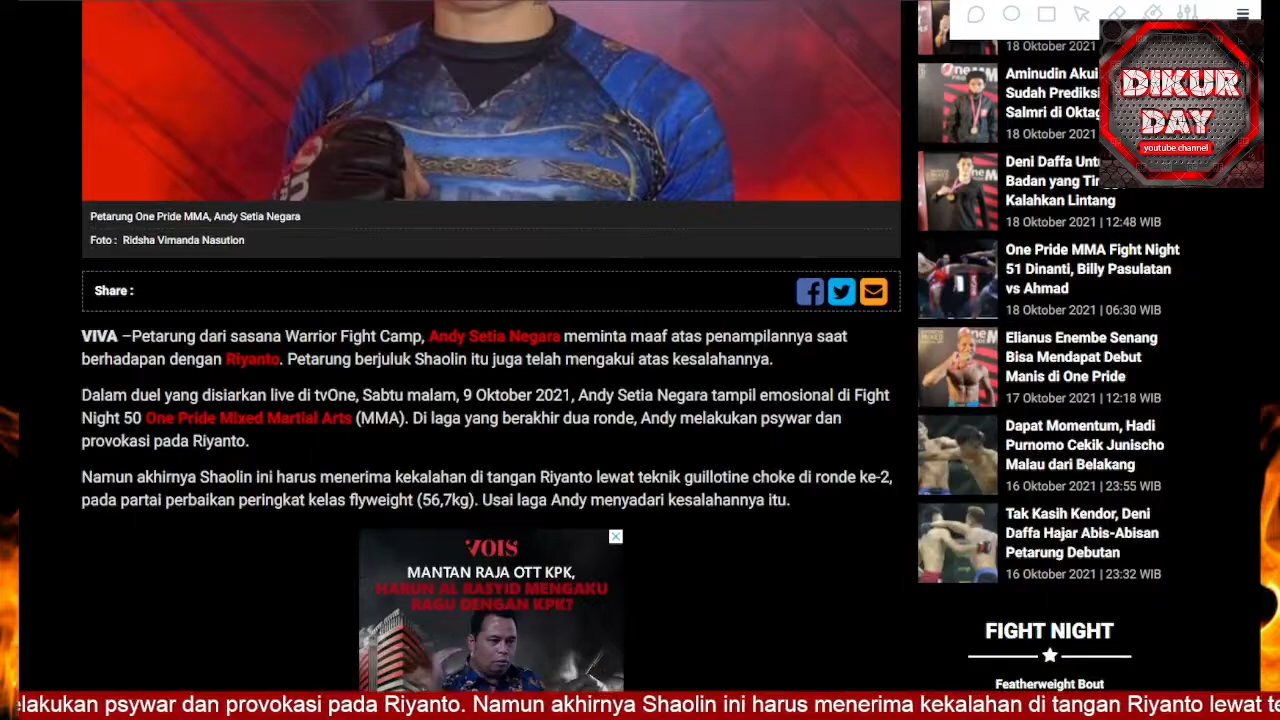 Petarung One Pride MMA, Andy Setia Negara
Foto : Ridsha Vimanda Nasution
Share :
VIVA –Petarung dari sasana Warrior Fight Camp, Andy Setia Negara meminta maaf atas penampilannya saat
berhadapan dengan Riyanto. Petarung berjuluk Shaolin itu juga telah mengakui atas kesalahannya.
Dalam duel yang disiarkan live di tvOne, Sabtu malam, 9 Oktober 2021, Andy Setia Negara tampil emosional di Fight
Night 50 One Pride Mixed Martial Arts (MMA). Di laga yang berakhir dua ronde, Andy melakukan psywar dan
provokasi pada Riyanto.
Namun akhirnya Shaolin ini harus menerima kekalahan di tangan Riyanto lewat teknik guillotine choke di ronde ke-2,
pada partai perbaikan peringkat kelas flyweight (56,7kg). Usai laga Andy menyadari kesalahannya itu.
VOIS
MANTAN RAJA OTT KPK,
HARUN AL RASYID MENGAKU
RAGU DENGAN KPK?
18 Oktober 2021
Aminudin Akui
Sudah Prediksi
Salmri di Oktag
18 Oktober 2021
Deni Daffa Unt
Badan yang Tin
Kalahkan Lintang
18 Oktober 2021 | 12:48 WIB
One Pride MMA Fight Night
51 Dinanti, Billy Pasulatan
vs Ahmad
18 Oktober 2021 | 06:30 WIB
Elianus Enembe Senang
Bisa Mendapat Debut
Manis di One Pride
17 Oktober 2021 | 12:18 WIB
Dapat Momentum, Hadi
Purnomo Cekik Junischo
Malau dari Belakang
16 Oktober 2021 | 23:55 WIB
Tak Kasih Kendor, Deni
Daffa Hajar Abis-Abisan
Petarung Debutan
16 Oktober 2021 | 23:32 WIB
FIGHT NIGHT
Featherweight Bout
DIKUR
DAY
youtube channel
elakukan psywar dan provokasi pada Riyanto. Namun akhirnya Shaolin ini harus menerima kekalahan di tangan Riyanto lewat te